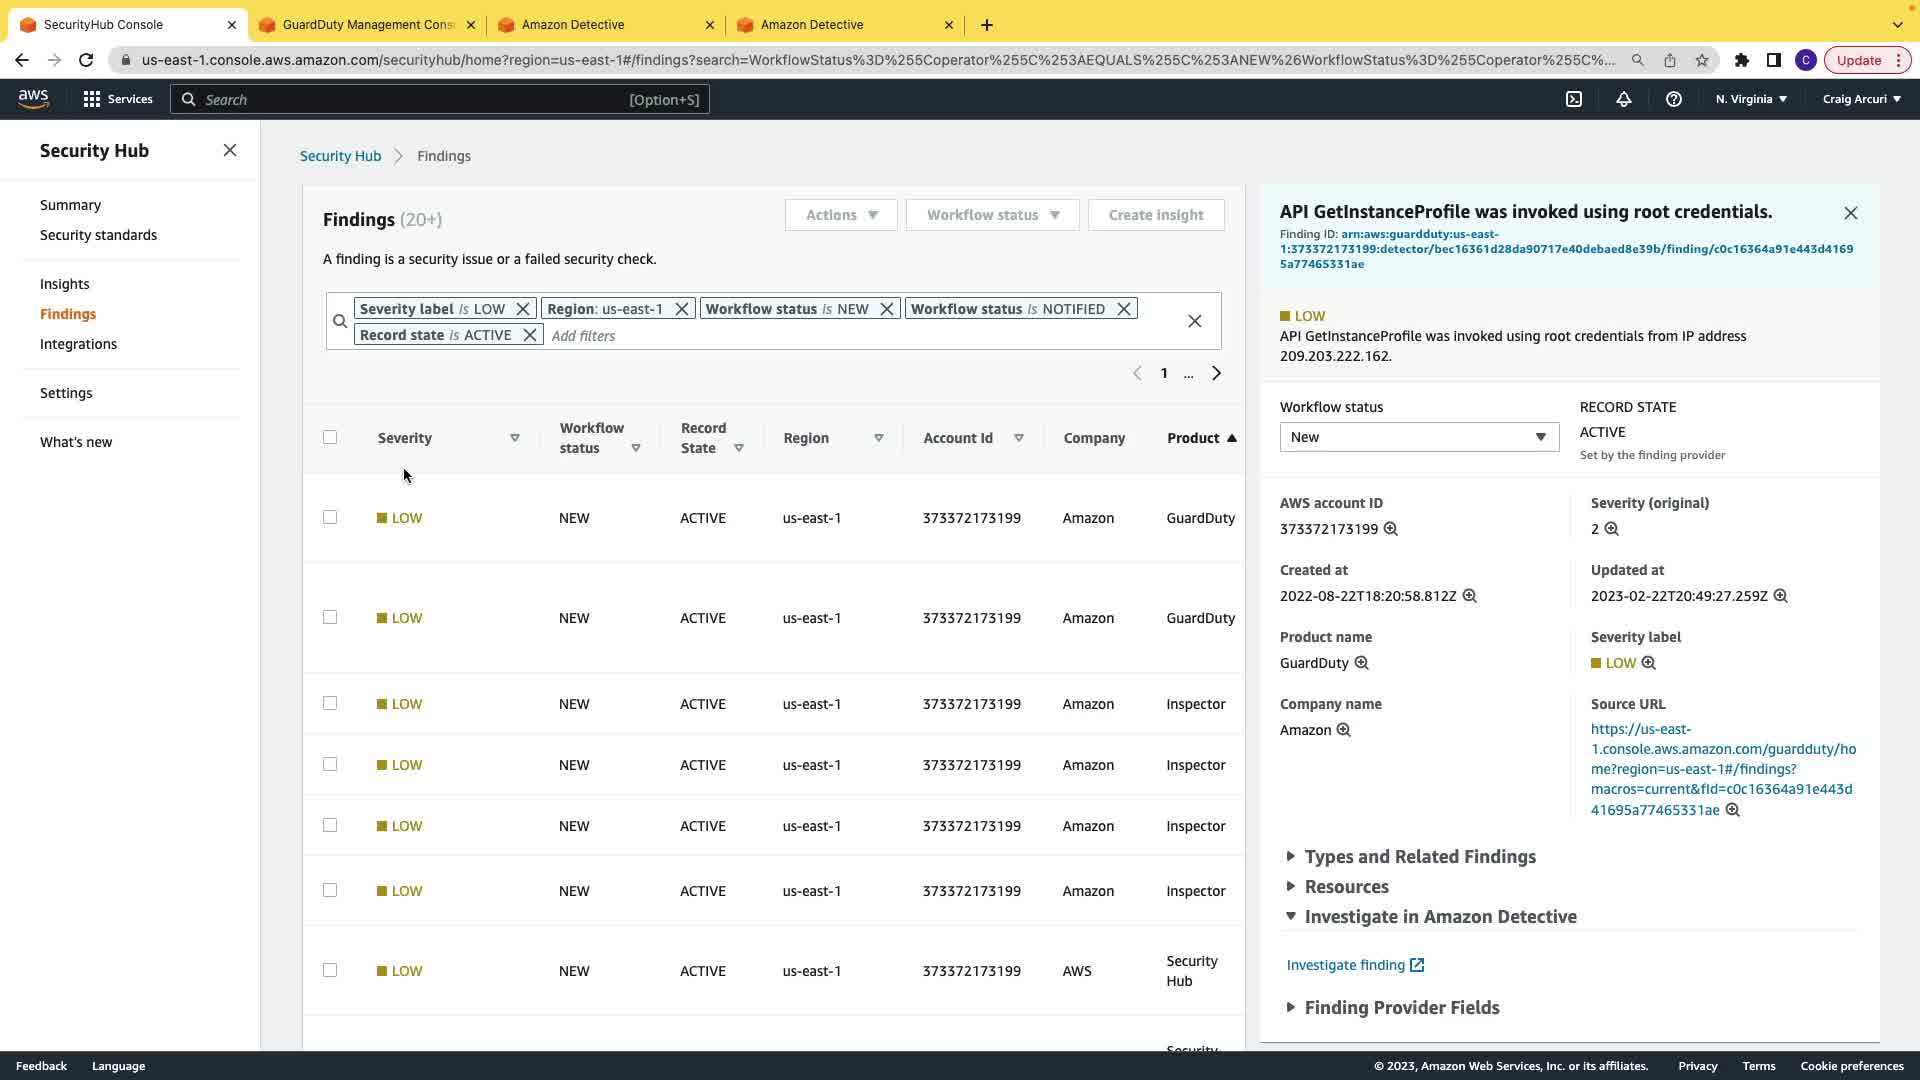 SecurityHub Console
GuardDuty Management Cons
Amazon Detective
Amazon Detective
us-east-1.console.aws.amazon.com/securityhub/home?region=us-east-1#/findings?search=WorkflowStatus%3D%255Coperator%255C%253AEQUALS%255C%253ANEW%26WorkflowStatus%3D%255Coperator%255C%...
C
Update
aws
Services
Search
[Option+S]
N. Virginia
Craig Arcuri
Security Hub
Summary
Security standards
Insights
Findings
Integrations
Settings
What's new
Security Hub
Findings
Findings (20+)
Actions
Workflow status
Create insight
A finding is a security issue or a failed security check.
Severity label is LOW
Region: us-east-1
Workflow status is NEW
Workflow status is NOTIFIED
Record state is ACTIVE
Add filters
1 ...
Severity
Workflow status
Record State
Region
Account Id
Company
Product
LOW NEW ACTIVE us-east-1 373372173199 Amazon GuardDuty
LOW NEW ACTIVE us-east-1 373372173199 Amazon GuardDuty
LOW NEW ACTIVE us-east-1 373372173199 Amazon Inspector
LOW NEW ACTIVE us-east-1 373372173199 Amazon Inspector
LOW NEW ACTIVE us-east-1 373372173199 Amazon Inspector
LOW NEW ACTIVE us-east-1 373372173199 Amazon Inspector
LOW NEW ACTIVE us-east-1 373372173199 AWS Security Hub
Security
API GetInstanceProfile was invoked using root credentials.
Finding ID: arn:aws:guardduty:us-east-
1:373372173199:detector/bec16361d28da90717e40debaed8e39b/finding/c0c16364a91e443d4169
5a77465331ae
LOW
API GetInstanceProfile was invoked using root credentials from IP address
209.203.222.162.
Workflow status
New
RECORD STATE
ACTIVE
Set by the finding provider
AWS account ID
373372173199
Severity (original)
2
Created at
2022-08-22T18:20:58.812Z
Updated at
2023-02-22T20:49:27.259Z
Product name
GuardDuty
Severity label
LOW
Company name
Amazon
Source URL
https://us-east-
1.console.aws.amazon.com/guardduty/ho
me?region=us-east-1#/findings?
macros=current&fId=c0c16364a91e443d
41695a77465331ae
Types and Related Findings
Resources
Investigate in Amazon Detective
Investigate finding
Finding Provider Fields
Feedback
Language
© 2023, Amazon Web Services, Inc. or its affiliates.
Privacy
Terms
Cookie preferences